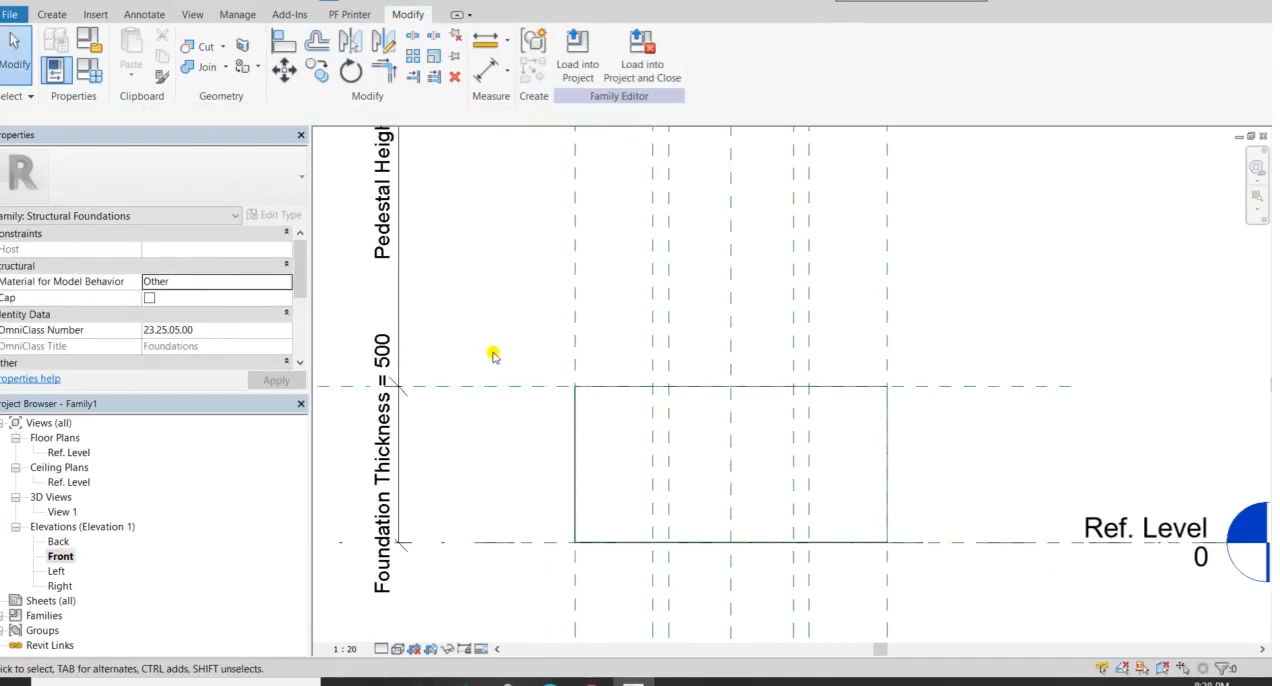 File Create Insert Annotate View Manage Add-Ins PF Printer Modify
Modify Paste Cut Join Load into Project Load into Project and Close
elect Properties Clipboard Geometry Modify Measure Create Family Editor
roperties
R
amily: Structural Foundations Edit Type
onstraints
Host
tructural
Material for Model Behavior Other
Cap
dentity Data
OmniClass Number 23.25.05.00
OmniClass Title Foundations
ther
roperties help Apply
roject Browser - Family1
Views (all)
Floor Plans
Ref. Level
Ceiling Plans
Ref. Level
3D Views
View 1
Elevations (Elevation 1)
Back
Front
Left
Right
Sheets (all)
Families
Groups
Revit Links
Pedestal Heigh
Foundation Thickness = 500
Ref. Level
0
1 : 20
ick to select, TAB for alternates, CTRL adds, SHIFT unselects.
:0